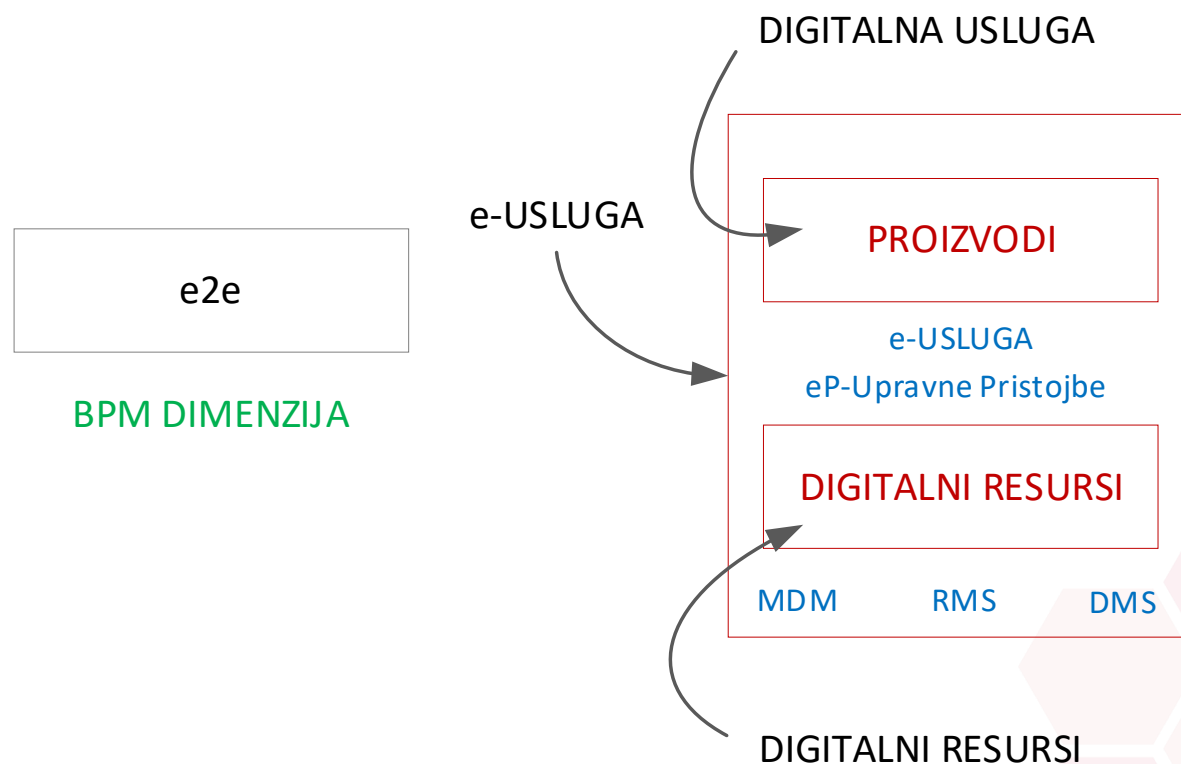 DIGITALNA USLUGA
e-USLUGA
PROIZVODI
e2e
e-USLUGA
eP-Upravne Pristojbe
BPM DIMENZIJA
DIGITALNI RESURSI
MDM RMS DMS
DIGITALNI RESURSI